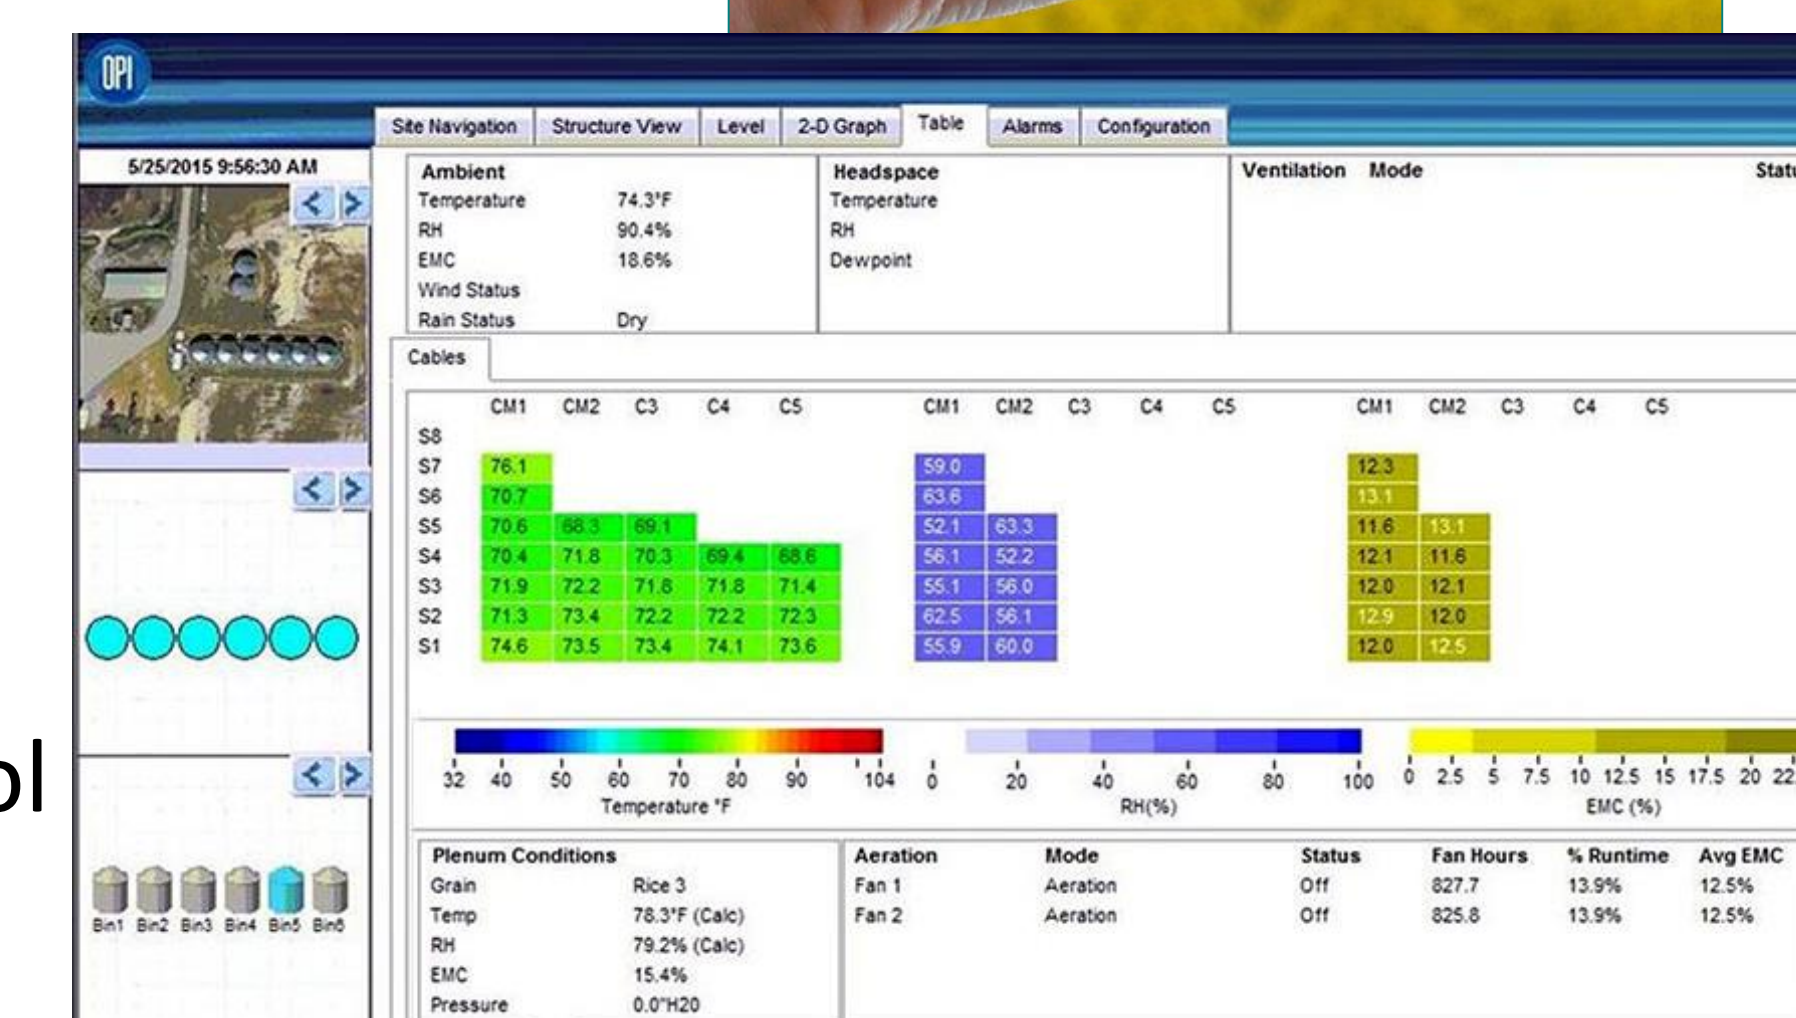 OPI
Site Navigation Structure View Level 2-D Graph Table Alarms Configuration
5/25/2015 9:56:30 AM
Ambient
Temperature 74.3°F
RH 90.4%
EMC 18.6%
Wind Status
Rain Status Dry
Headspace
Temperature
RH
Dewpoint
Ventilation Mode Statu
Cables
CM1 CM2 C3 C4 C5 CM1 CM2 C3 C4 C5 CM1 CM2 C3 C4 C5
S8
S7 76.1 59.0 12.3
S6 70.7 63.6 13.1
S5 70.6 68.3 69.1 52.1 63.3 11.6 13.1
S4 70.4 71.8 70.3 69.4 68.6 56.1 52.2 12.1 11.6
S3 71.9 72.2 71.8 71.8 71.4 55.1 56.0 12.0 12.1
S2 71.3 73.4 72.2 72.2 72.3 62.5 56.1 12.9 12.0
S1 74.6 73.5 73.4 74.1 73.6 55.9 60.0 12.0 12.5
32 40 50 60 70 80 90 104
Temperature °F
0 20 40 60 80 100
RH(%)
0 2.5 5 7.5 10 12.5 15 17.5 20 22.
EMC (%)
ol
Bin1 Bin2 Bin3 Bin4 Bin5 Bin6
Plenum Conditions
Grain Rice 3
Temp 78.3°F (Calc)
RH 79.2% (Calc)
EMC 15.4%
Pressure 0.0"H20
Aeration Mode Status Fan Hours % Runtime Avg EMC
Fan 1 Aeration Off 827.7 13.9% 12.5%
Fan 2 Aeration Off 825.8 13.9% 12.5%